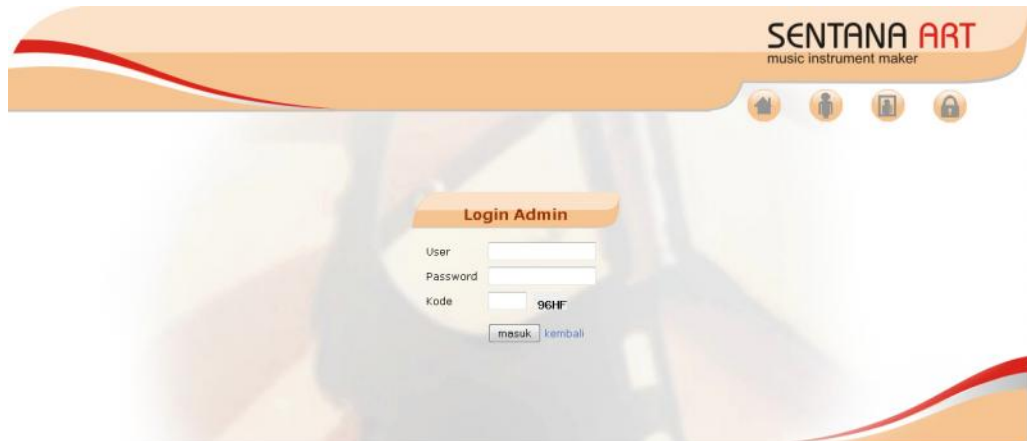 SENTANA ART
music instrument maker
Login Admin
User
Password
Kode
96HF
masuk kembali